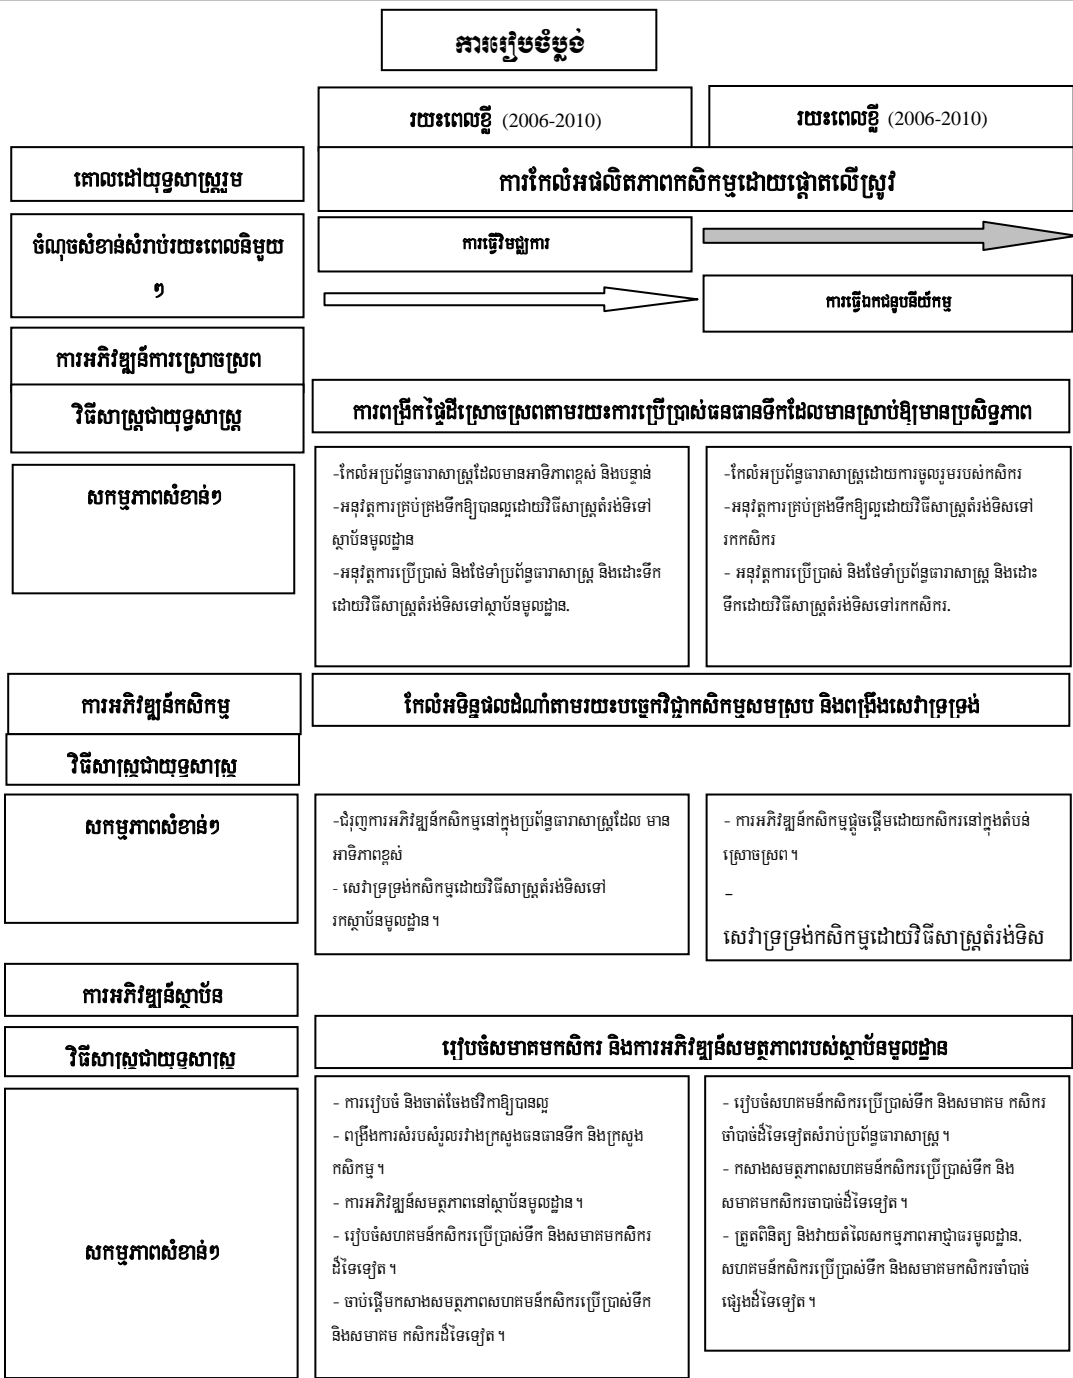 ការរៀបចំប្លង់
រយះពេលខ្លី (2006-2010)
រយះពេលខ្លី (2006-2010)
គោលដៅយុទ្ធសាស្ត្ររួម
ការកែលំអផលិតភាពកសិកម្មដោយផ្តោតលើស្រូវ
ចំណុចសំខាន់សំរាប់រយះពេលនិមួយ
ៗ
ការធ្វើវិមជ្ឈការ
ការធ្វើឯកជនូបនីយ៍កម្ម
ការអភិវឌ្ឍន៍ការស្រោចស្រព
វិធីសាស្ត្រជាយុទ្ធសាស្ត្រ
ការពង្រីកផ្ទៃដីស្រោចស្រពតាមរយះការប្រើប្រាស់ធនធានទឹកដែលមានស្រាប់ឱ្យមានប្រសិទ្ធភាព
សកម្មភាពសំខាន់ៗ
-កែលំអប្រព័ន្ធធារាសាស្ត្រដែលមានអាទិភាពខ្ពស់ និងបន្ទាន់
-អនុវត្តការគ្រប់គ្រងទឹកឱ្យបានល្អដោយវិធីសាស្ត្រតំរង់ទិទៅ
ស្ថាប័នមូលដ្ឋាន
-អនុវត្តការប្រើប្រាស់ និងថែទាំប្រព័ន្ធធារាសាស្ត្រ និងដោះទឹក
ដោយវិធីសាស្ត្រតំរង់ទិសទៅស្ថាប័នមូលដ្ឋាន.
-កែលំអប្រព័ន្ធធារាសាស្ត្រដោយការចូលរួមរបស់កសិករ
-អនុវត្តការគ្រប់គ្រងទឹកឱ្យល្អដោយវិធីសាស្ត្រតំរង់ទិសទៅ
រកកសិករ
- អនុវត្តការប្រើប្រាស់ និងថែទាំប្រព័ន្ធធារាសាស្ត្រ និងដោះ
ទឹកដោយវិធីសាស្ត្រតំរង់ទិសទៅរកកសិករ.
ការអភិវឌ្ឍន៍កសិកម្ម
កែលំអទិន្នផលដំណាំតាមរយះបច្ចេកវិជ្ជាកសិកម្មសមស្រប និងពង្រឹងសេវាទ្រទ្រង់
វិធីសាស្ត្រជាយុទ្ធសាស្ត្រ
សកម្មភាពសំខាន់ៗ
-ជំរុញការអភិវឌ្ឍន៍កសិកម្មនៅក្នុងប្រព័ន្ធធារាសាស្ត្រដែល មាន
អាទិភាពខ្ពស់
- សេវាទ្រទ្រង់កសិកម្មដោយវិធីសាស្ត្រតំរង់ទិសទៅ
រកស្ថាប័នមូលដ្ឋាន។
- ការអភិវឌ្ឍន៍កសិកម្មផ្តួចផ្តើមដោយកសិករនៅក្នុងតំបន់
ស្រោចស្រព។
-
សេវាទ្រទ្រង់កសិកម្មដោយវិធីសាស្ត្រតំរង់ទិស
ការអភិវឌ្ឍន៍ស្ថាប័ន
វិធីសាស្ត្រជាយុទ្ធសាស្ត្រ
រៀបចំសមាគមកសិករ និងការអភិវឌ្ឍន៍សមត្ថភាពរបស់ស្ថាប័នមូលដ្ឋាន
សកម្មភាពសំខាន់ៗ
- ការរៀបចំ និងចាត់ចែងថវិកាឱ្យបានល្អ
- ពង្រឹងការសំរបសំរួលរវាងក្រសួងធនធានទឹក និងក្រសួង
កសិកម្ម។
- ការអភិវឌ្ឍន៍សមត្ថភាពនៅស្ថាប័នមូលដ្ឋាន។
- រៀបចំសហគមន៍កសិករប្រើប្រាស់ទឹក និងសមាគមកសិករ
ដ៏ទៃទៀត។
- ចាប់ផ្តើមកសាងសមត្ថភាពសហគមន៍កសិករប្រើប្រាស់ទឹក
និងសមាគម កសិករដ៏ទៃទៀត។
- រៀបចំសហគមន៍កសិករប្រើប្រាស់ទឹក និងសមាគម កសិករ
ចាំបាច់ដ៏ទៃទៀតសំរាប់ប្រព័ន្ធធារាសាស្ត្រ។
- កសាងសមត្ថភាពសហគមន៍កសិករប្រើប្រាស់ទឹក និង
សមាគមកសិករចាបាច់ដ៏ទៃទៀត។
- ត្រួតពិនិត្យ និងវាយតំលៃសកម្មភាពអាជ្ញាធរមូលដ្ឋាន.
សហគមន៍កសិករប្រើប្រាស់ទឹក និងសមាគមកសិករចាំបាច់
ផ្សេងដ៏ទៃទៀត។